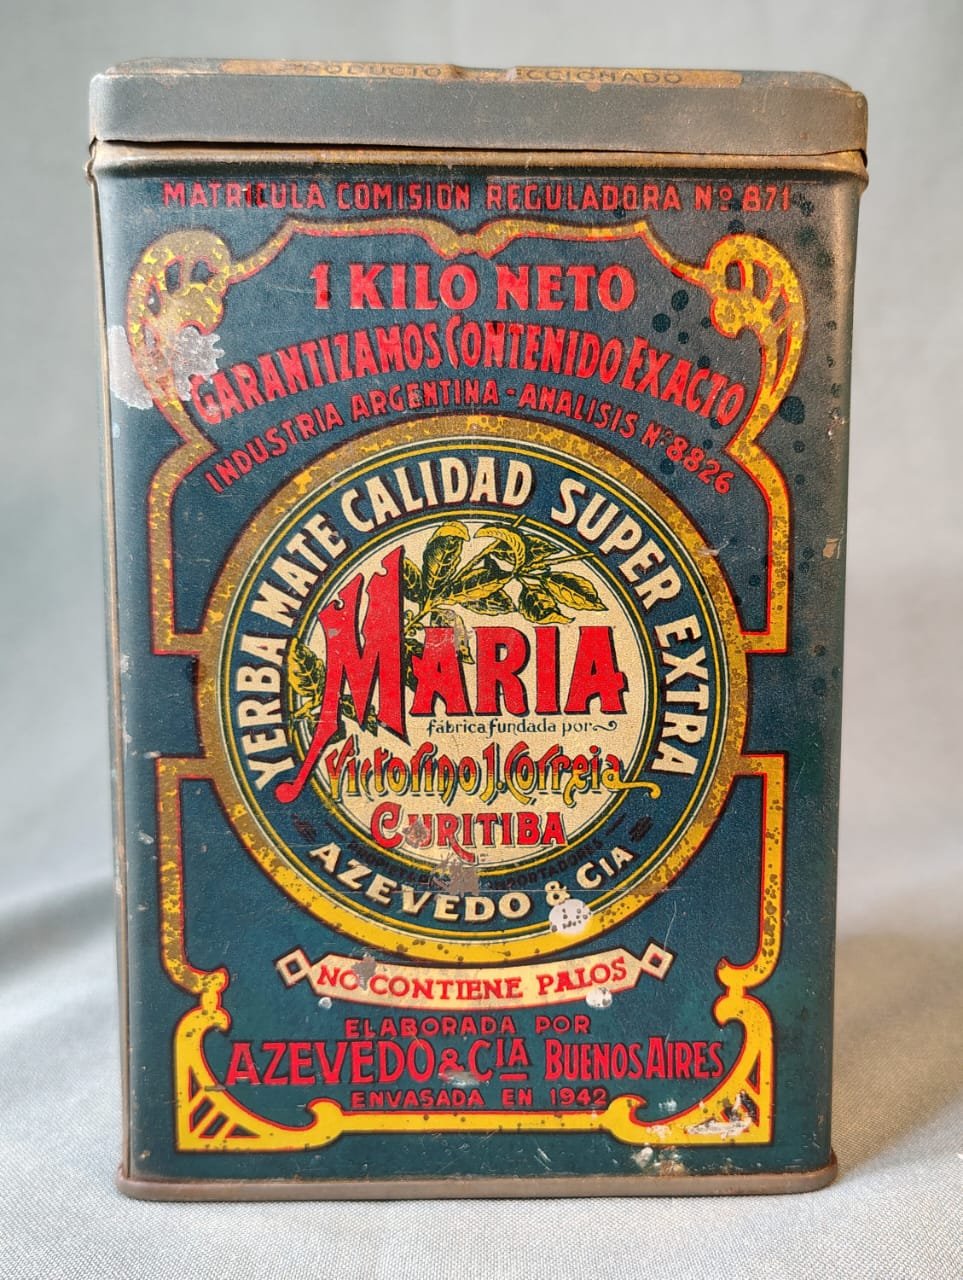 PRODUCTO SELECCIONADO
MATRICULA COMISION REGULADORA Nº 871
1 KILO NETO
GARANTIZAMOS CONTENIDO EXACTO
INDUSTRIA ARGENTINA - ANALISIS Nº 8826
YERBA MATE CALIDAD SUPER EXTRA
MARIA
fábrica fundada por
Victorino J. Correia
CURITIBA
IMPORTADORES
AZEVEDO & CIA
NO CONTIENE PALOS
ELABORADA POR
AZEVEDO & CIA BUENOS AIRES
ENVASADA EN 1942